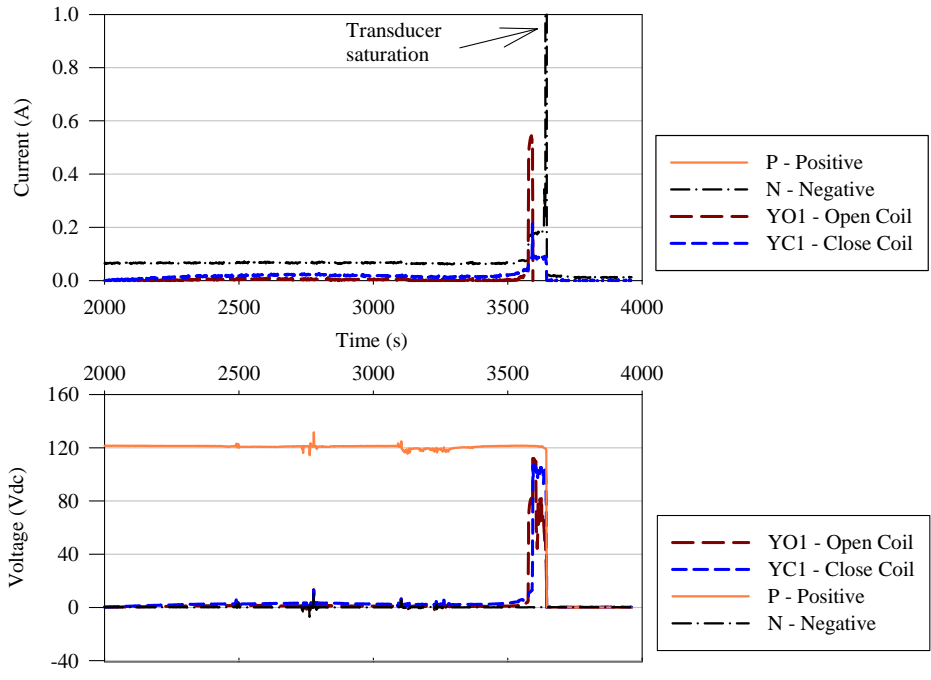 1.0
Transducer
saturation
0.8
0.6
0.4
0.2
0.0
Current (A)
2000 2500 3000 3500 4000
Time (s)
P - Positive
N - Negative
YO1 - Open Coil
YC1 - Close Coil
2000 2500 3000 3500 4000
160
120
80
40
0
-40
Voltage (Vdc)
YO1 - Open Coil
YC1 - Close Coil
P - Positive
N - Negative